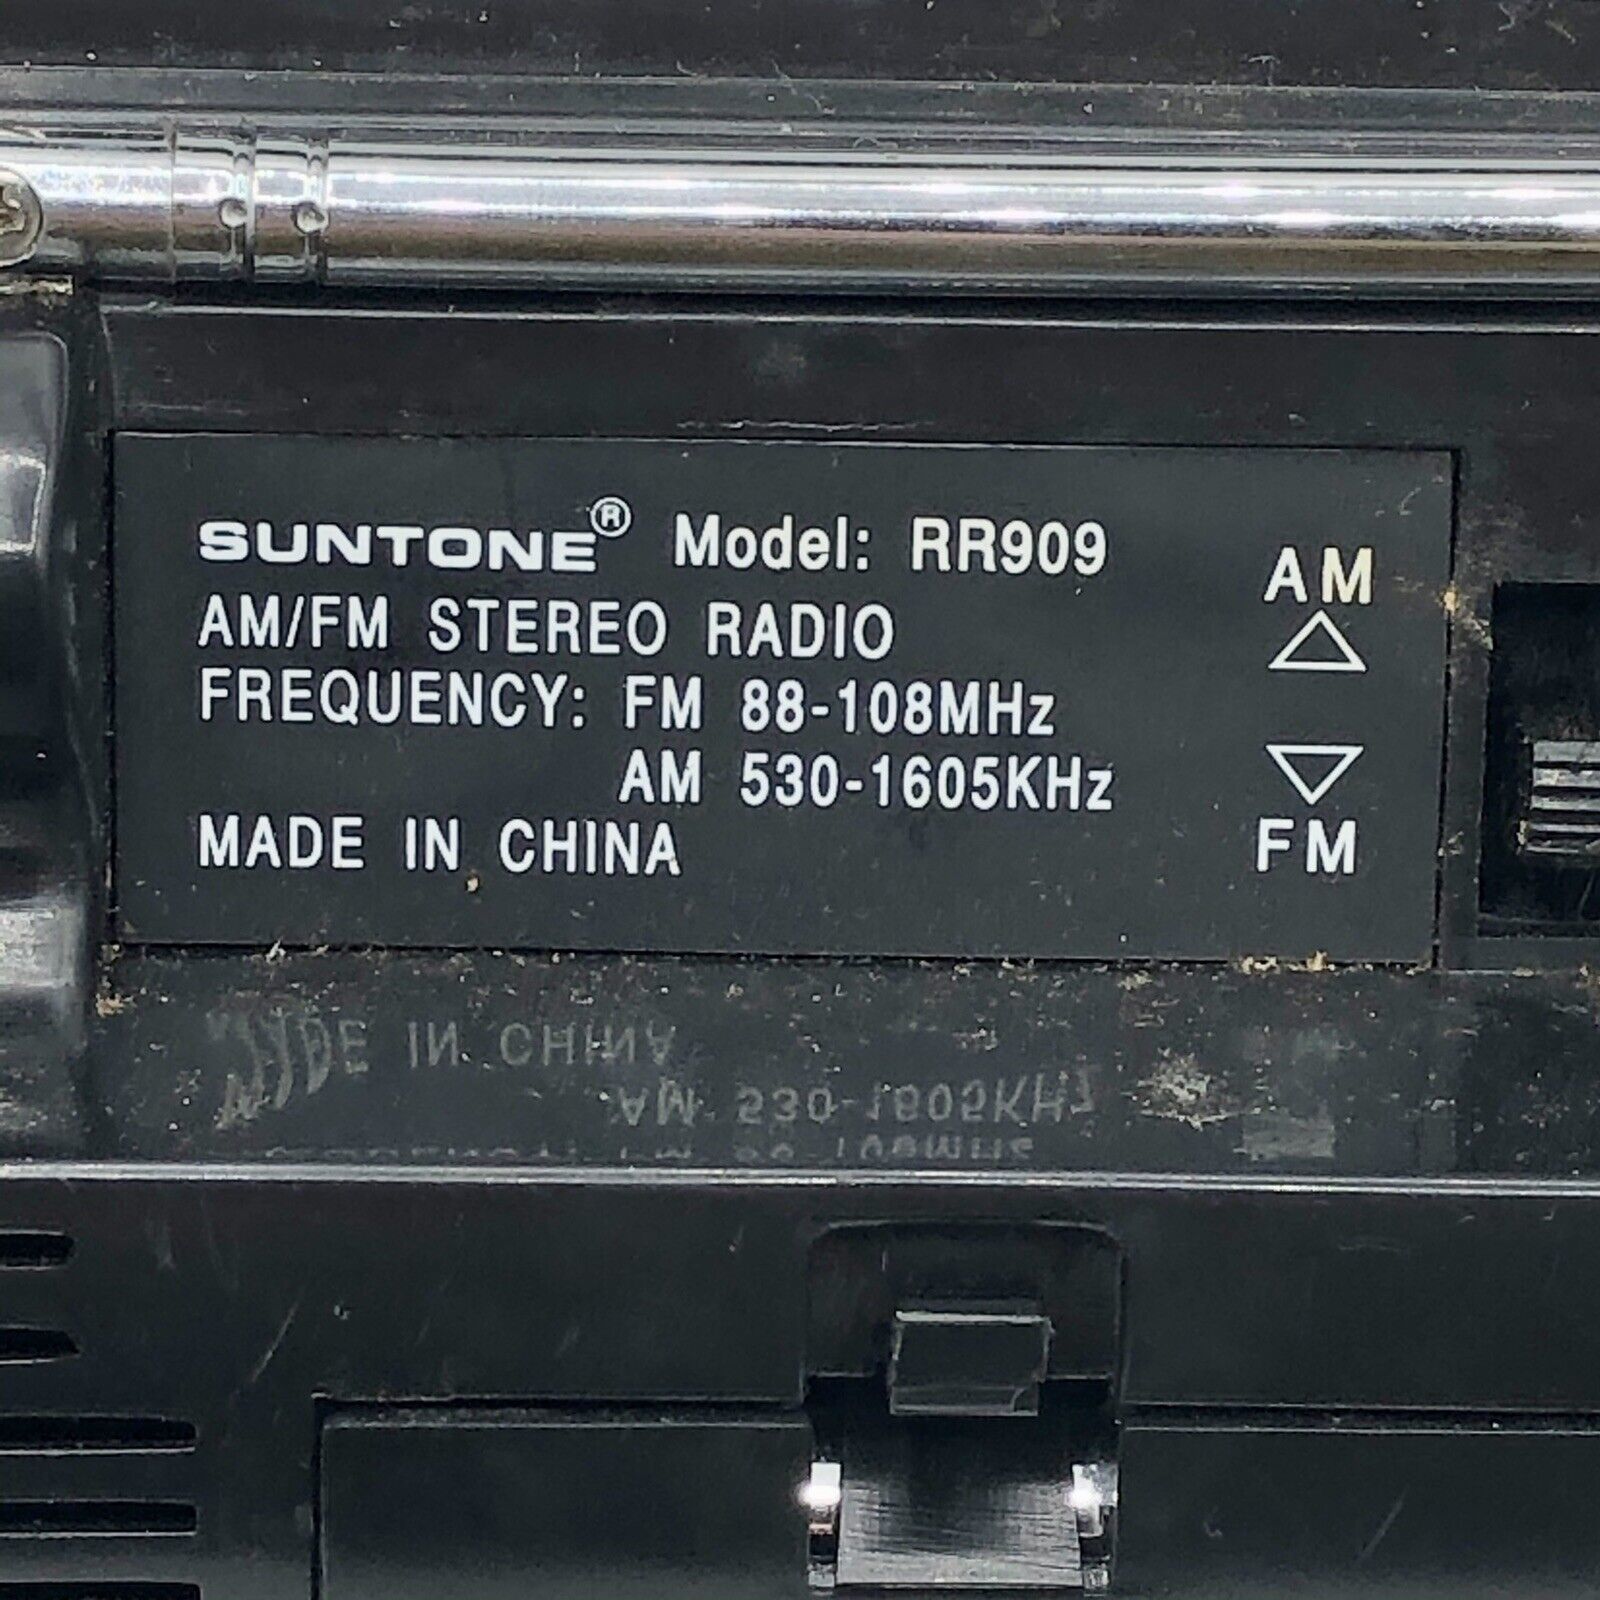 SUNTONE® Model: RR909
AM/FM STEREO RADIO
FREQUENCY: FM 88-108MHz
AM 530-1605KHz
MADE IN CHINA
AM
FM